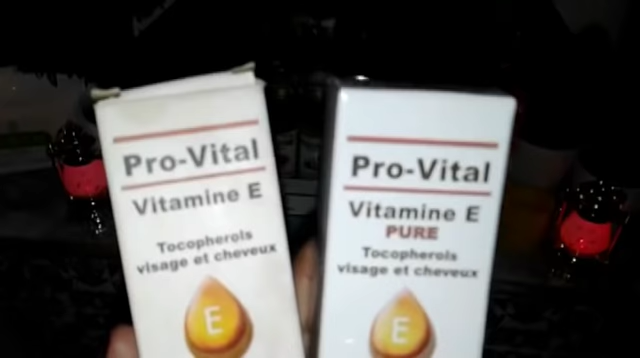 Pro-Vital
Vitamine E
Tocopherols
visage et cheveux
E
Pro-Vital
Vitamine E
PURE
Tocopherols
visage et cheveux
E